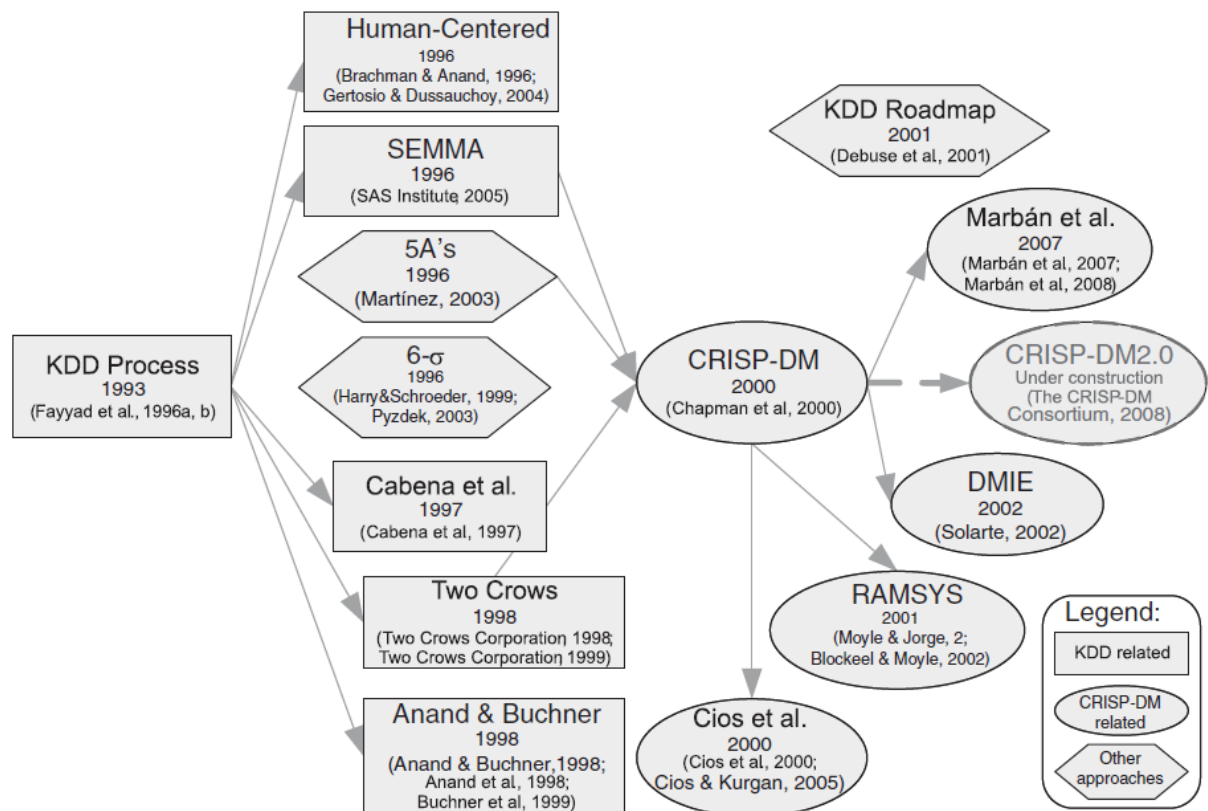 Human-Centered
1996
(Brachman & Anand, 1996;
Gertosio & Dussauchoy, 2004)
SEMMA
1996
(SAS Institute, 2005)
5A's
1996
(Martínez, 2003)
6-σ
1996
(Harry&Schroeder, 1999;
Pyzdek, 2003)
KDD Process
1993
(Fayyad et al., 1996a, b)
Cabena et al.
1997
(Cabena et al, 1997)
Two Crows
1998
(Two Crows Corporation 1998;
Two Crows Corporation 1999)
Anand & Buchner
1998
(Anand & Buchner,1998;
Anand et al, 1998;
Buchner et al, 1999)
CRISP-DM
2000
(Chapman et al, 2000)
KDD Roadmap
2001
(Debuse et al, 2001)
Marbán et al.
2007
(Marbán et al, 2007;
Marbán et al, 2008)
CRISP-DM2.0
Under construction
(The CRISP-DM
Consortium, 2008)
DMIE
2002
(Solarte, 2002)
RAMSYS
2001
(Moyle & Jorge, 2;
Blockeel & Moyle, 2002)
Cios et al.
2000
(Cios et al, 2000;
Cios & Kurgan, 2005)
Legend:
KDD related
CRISP-DM
related
Other
approaches